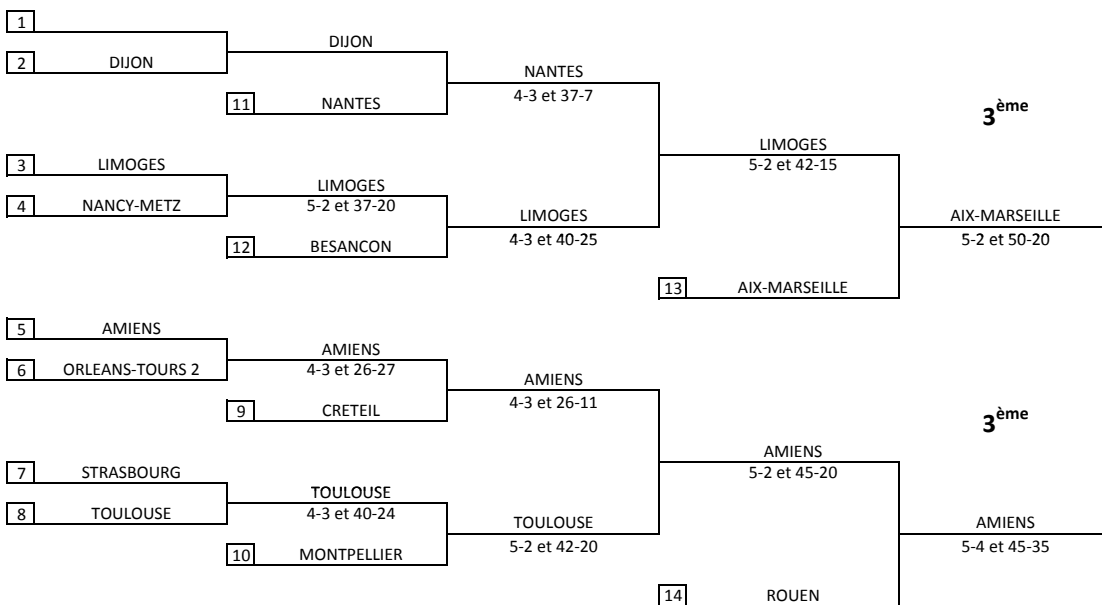 1
DIJON
2 DIJON
NANTES
11 NANTES
4-3 et 37-7
3ème
LIMOGES
3 LIMOGES
5-2 et 42-15
LIMOGES
4 NANCY-METZ
5-2 et 37-20
LIMOGES
AIX-MARSEILLE
12 BESANCON
4-3 et 40-25
5-2 et 50-20
13 AIX-MARSEILLE
5 AMIENS
AMIENS
6 ORLEANS-TOURS 2
4-3 et 26-27
AMIENS
9 CRETEIL
4-3 et 26-11
3ème
AMIENS
7 STRASBOURG
5-2 et 45-20
TOULOUSE
8 TOULOUSE
4-3 et 40-24
TOULOUSE
AMIENS
10 MONTPELLIER
5-2 et 42-20
5-4 et 45-35
14 ROUEN